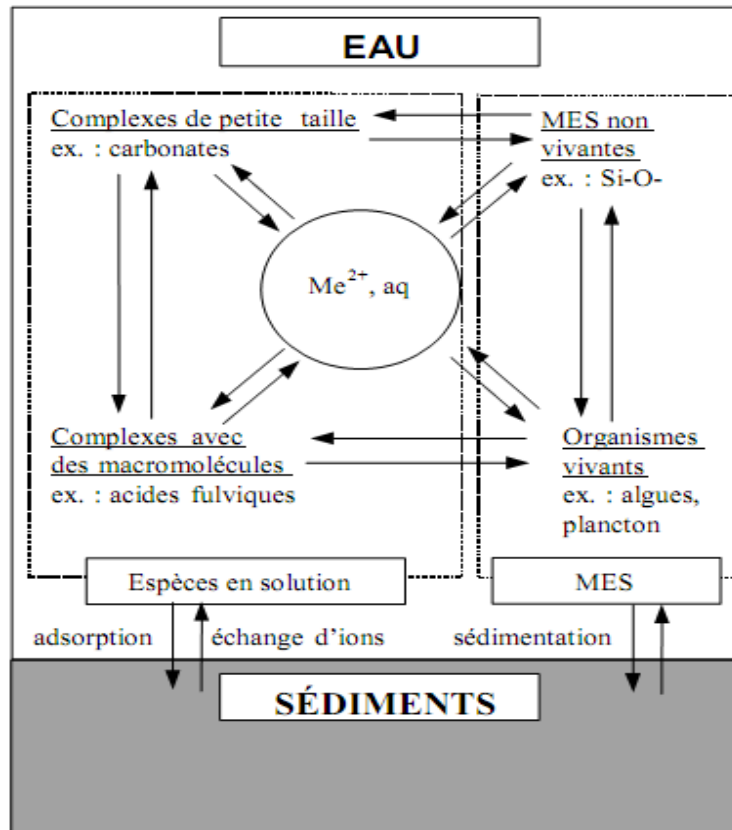 EAU
Complexes de petite taille
ex. : carbonates
MES non
vivantes
ex. : Si-O-
Me²⁺, aq
Complexes avec
des macromolécules
ex. : acides fulviques
Organismes
vivants
ex. : algues,
plancton
Espèces en solution
MES
adsorption
échange d'ions
sédimentation
SÉDIMENTS